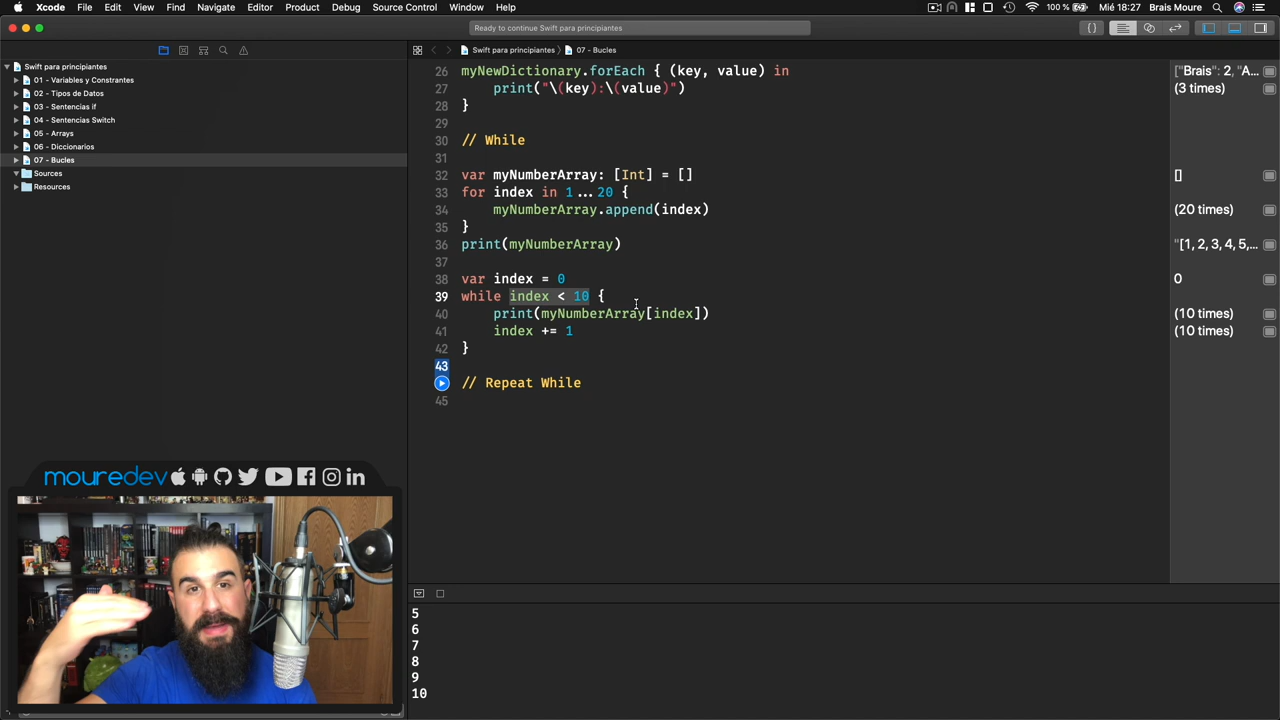 Xcode File Edit View Find Navigate Editor Product Debug Source Control Window Help 100 % Mié 18:27 Brais Moure
Ready to continue Swift para principiantes
Swift para principiantes
01 - Variables y Constrantes
02 - Tipos de Datos
03 - Sentencias if
04 - Sentencias Switch
05 - Arrays
06 - Diccionarios
07 - Bucles
Sources
Resources
Swift para principiantes 07 - Bucles
26 myNewDictionary.forEach { (key, value) in
27 print("\(key):\(value)")
28 }
29
30 // While
31
32 var myNumberArray: [Int] = []
33 for index in 1...20 {
34 myNumberArray.append(index)
35 }
36 print(myNumberArray)
37
38 var index = 0
39 while index < 10 {
40 print(myNumberArray[index])
41 index += 1
42 }
43
// Repeat While
45
["Brais": 2, "A...
(3 times)
[]
(20 times)
"[1, 2, 3, 4, 5,...
0
(10 times)
(10 times)
mouredev
5
6
7
8
9
10